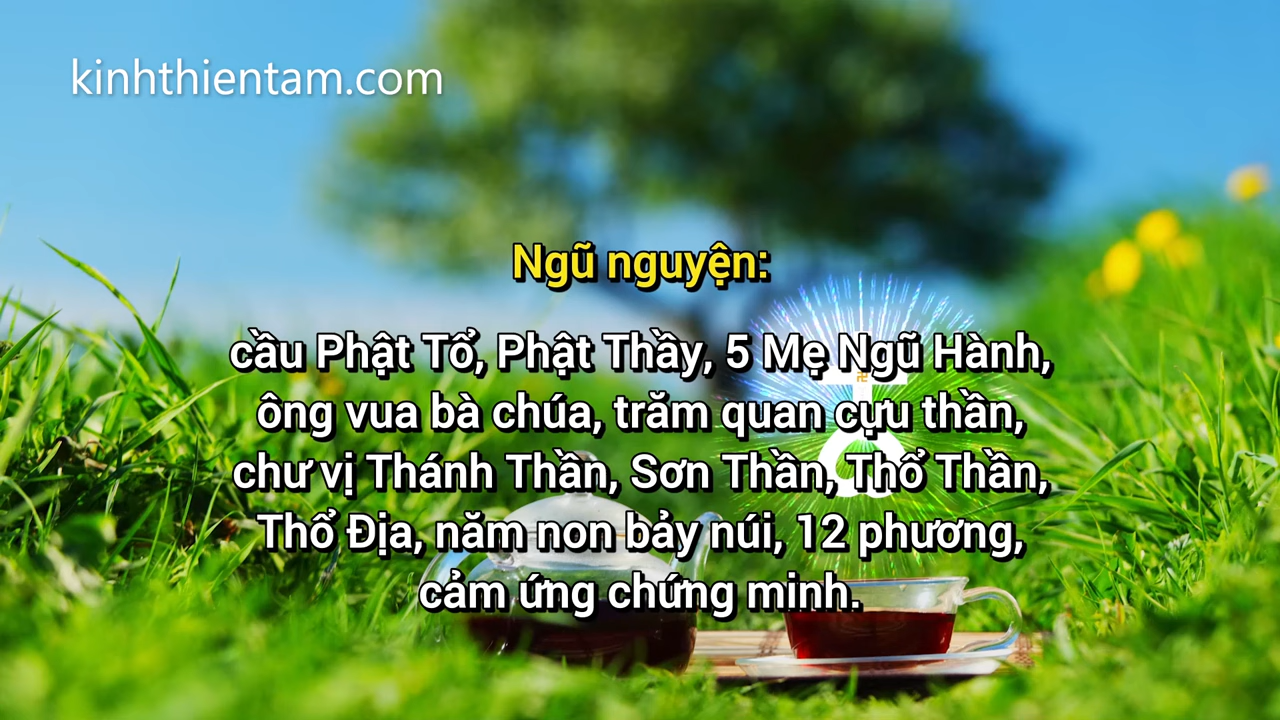 kinhthientam.com
Ngũ nguyện:
cầu Phật Tổ, Phật Thầy, 5 Mẹ Ngũ Hành,
ông vua bà chúa, trăm quan cựu thần,
chư vị Thánh Thần, Sơn Thần, Thổ Thần,
Thổ Địa, năm non bảy núi, 12 phương,
cảm ứng chứng minh.